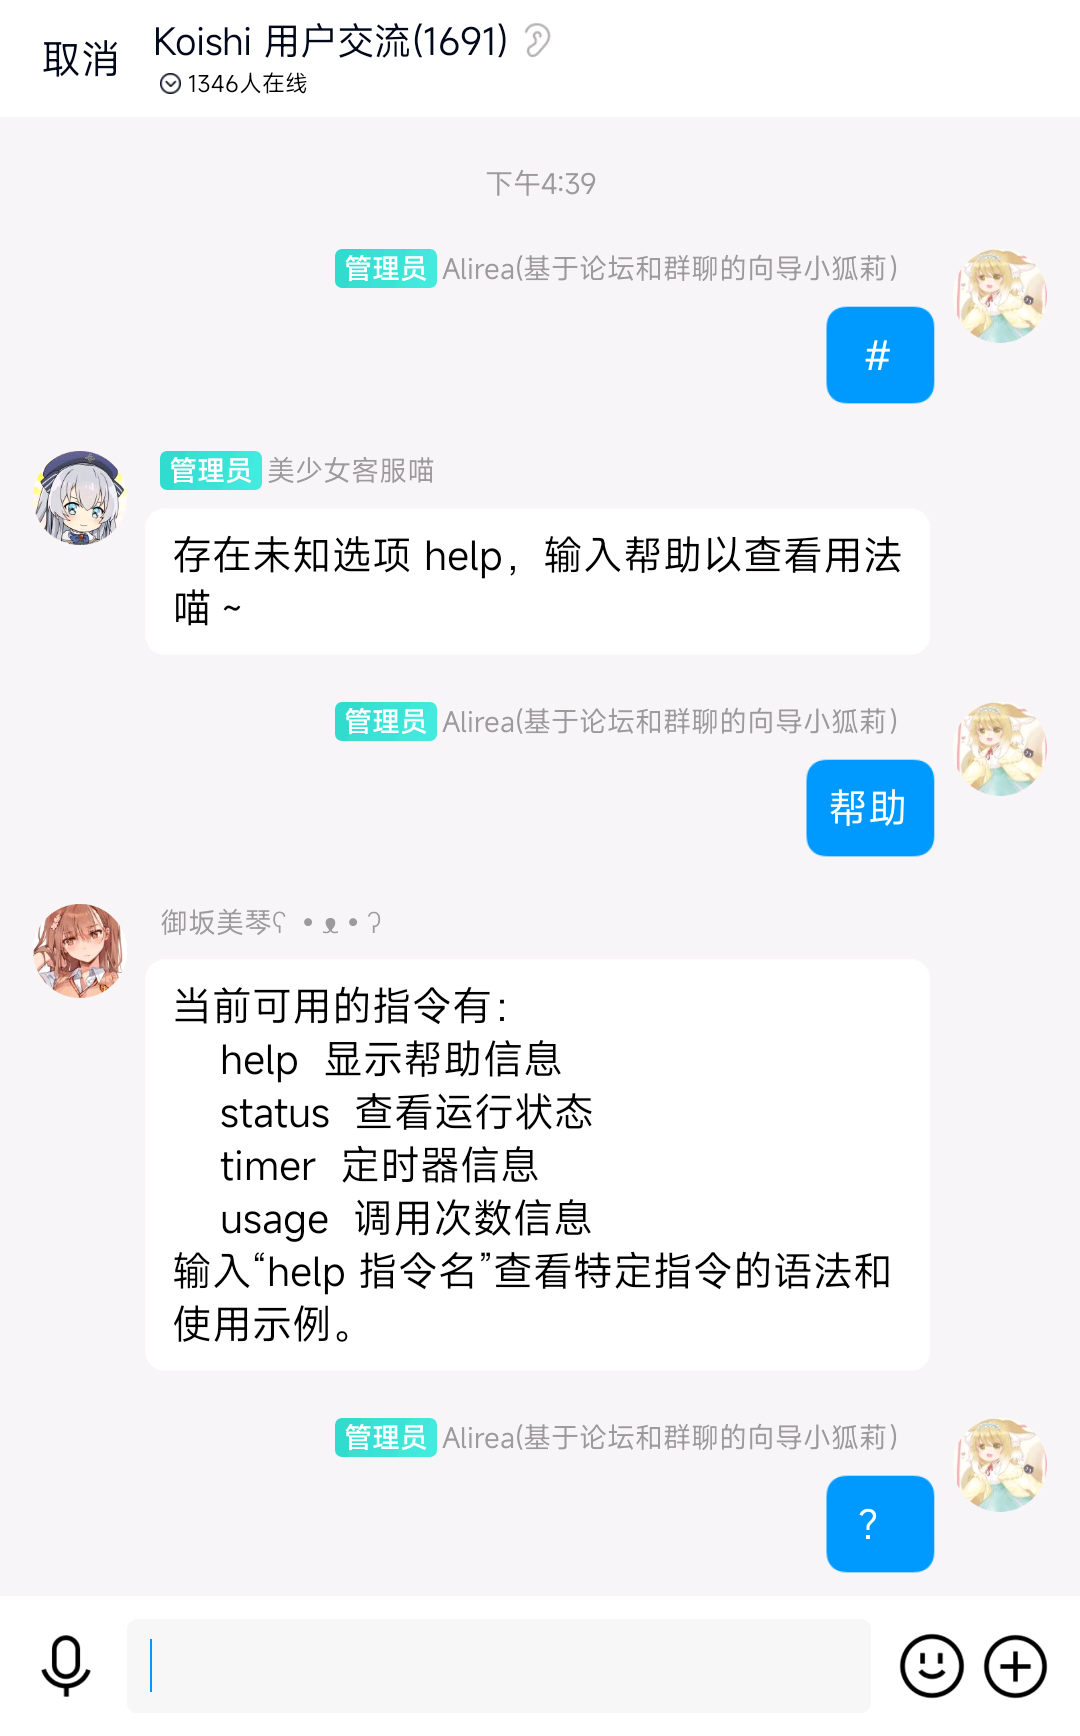 取消
Koishi 用户交流(1691)
1346人在线
下午4:39
管理员 Alirea(基于论坛和群聊的向导小狐莉)
#
管理员 美少女客服喵
存在未知选项 help，输入帮助以查看用法
喵 ~
管理员 Alirea(基于论坛和群聊的向导小狐莉)
帮助
御坂美琴ʕ •ᴥ•ʔ
当前可用的指令有：
help 显示帮助信息
status 查看运行状态
timer 定时器信息
usage 调用次数信息
输入“help 指令名”查看特定指令的语法和
使用示例。
管理员 Alirea(基于论坛和群聊的向导小狐莉)
？